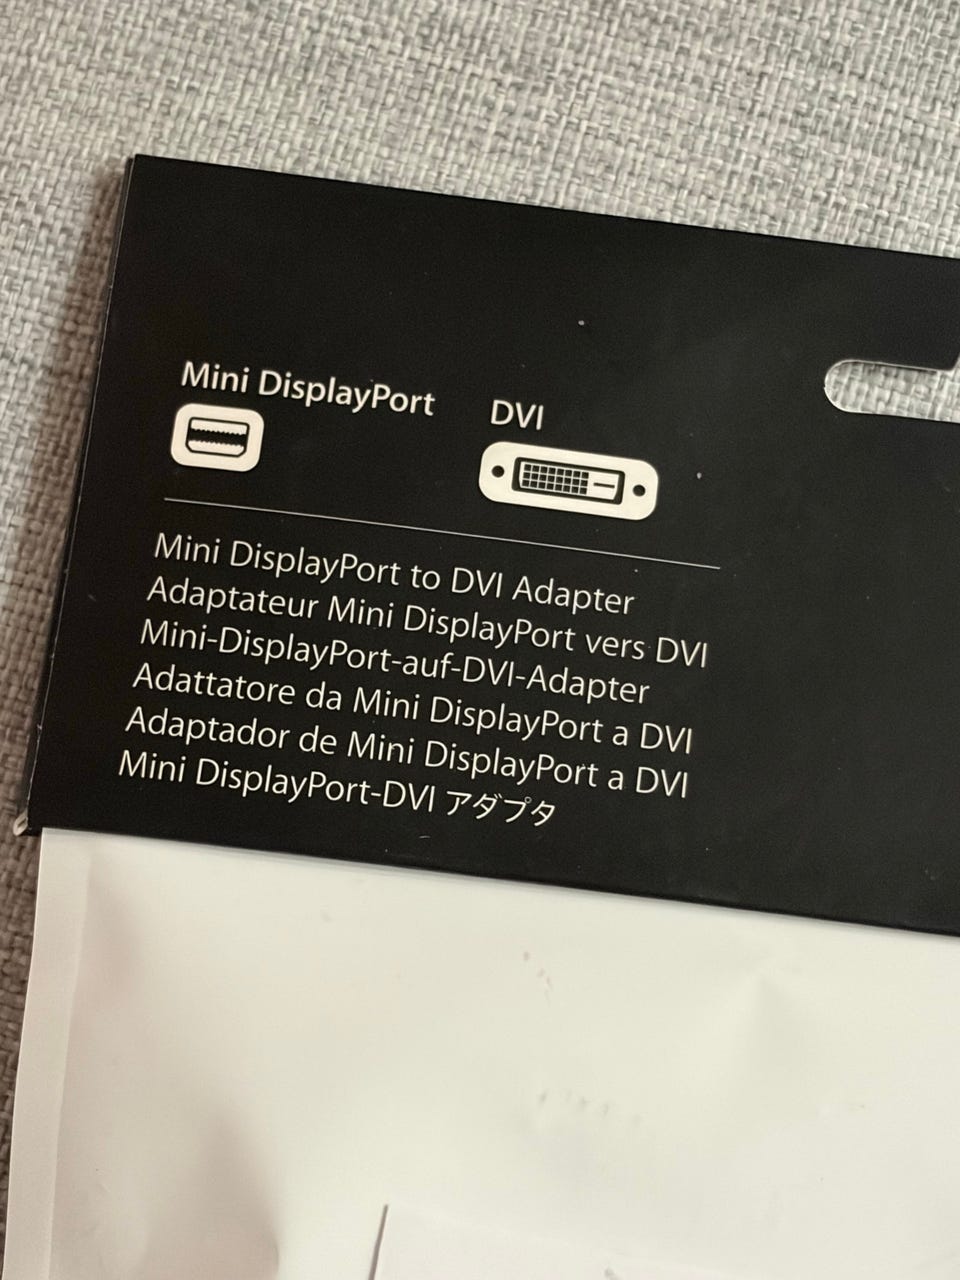 Mini DisplayPort
DVI
Mini DisplayPort to DVI Adapter
Adaptateur Mini DisplayPort vers DVI
Mini-DisplayPort-auf-DVI-Adapter
Adattatore da Mini DisplayPort a DVI
Adaptador de Mini DisplayPort a DVI
Mini DisplayPort-DVI アダプタ